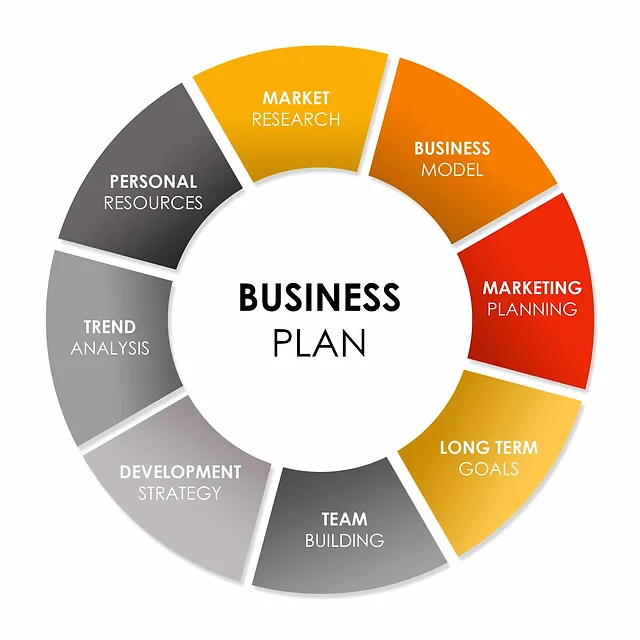 MARKET
RESEARCH
BUSINESS
MODEL
MARKETING
PLANNING
LONG TERM
GOALS
TEAM
BUILDING
DEVELOPMENT
STRATEGY
TREND
ANALYSIS
PERSONAL
RESOURCES
BUSINESS
PLAN